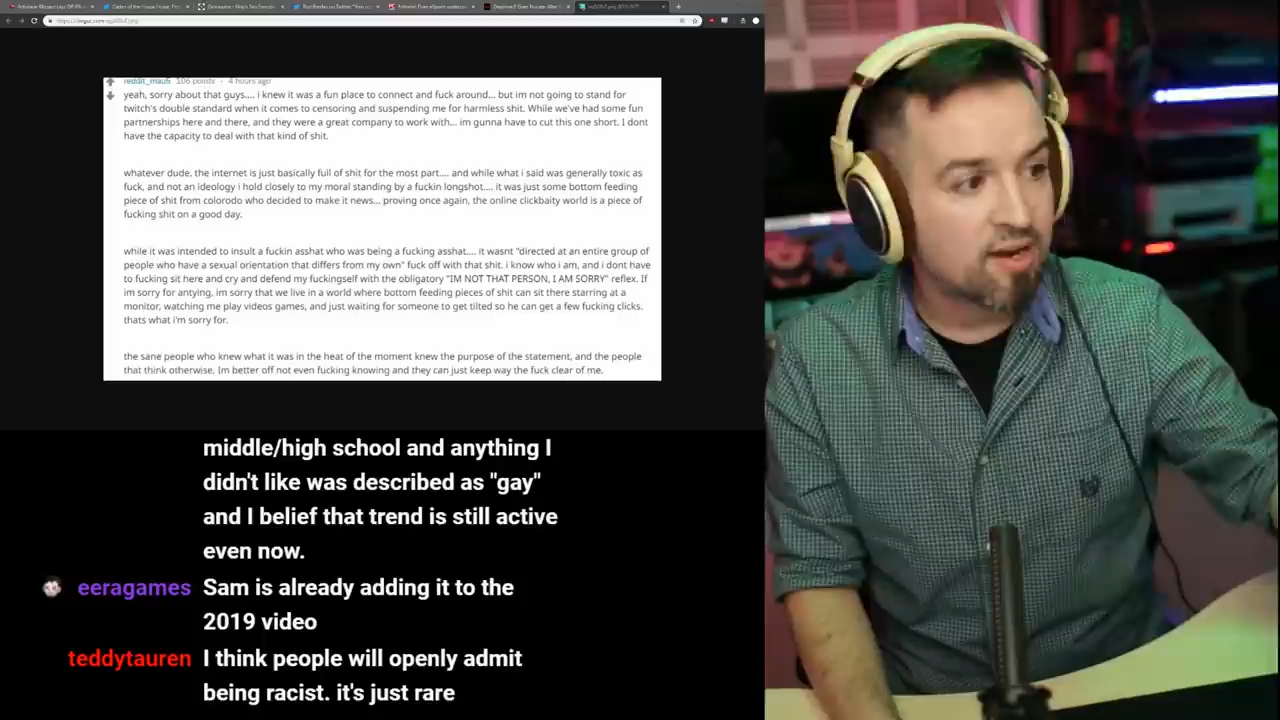 reddit_mau5 106 points · 4 hours ago
yeah, sorry about that guys.... i knew it was a fun place to connect and fuck around... but im not going to stand for
twitch's double standard when it comes to censoring and suspending me for harmless shit. While we've had some fun
partnerships here and there, and they were a great company to work with... im gunna have to cut this one short. I dont
have the capacity to deal with that kind of shit.
whatever dude. the internet is just basically full of shit for the most part.... and while what i said was generally toxic as
fuck, and not an ideology i hold closely to my moral standing by a fuckin longshot.... it was just some bottom feeding
piece of shit from colorodo who decided to make it news... proving once again, the online clickbaity world is a piece of
fucking shit on a good day.
while it was intended to insult a fuckin asshat who was being a fucking asshat.... it wasnt "directed at an entire group of
people who have a sexual orientation that differs from my own" fuck off with that shit. i know who i am, and i dont have
to fucking sit here and cry and defend my fuckingself with the obligatory "IM NOT THAT PERSON, I AM SORRY" reflex. If
im sorry for antying, im sorry that we live in a world where bottom feeding pieces of shit can sit there starring at a
monitor, watching me play videos games, and just waiting for someone to get tilted so he can get a few fucking clicks.
thats what i'm sorry for.
the sane people who knew what it was in the heat of the moment knew the purpose of the statement, and the people
that think otherwise, Im better off not even fucking knowing and they can just keep way the fuck clear of me.
middle/high school and anything I
didn't like was described as "gay"
and I belief that trend is still active
even now.
eeragames Sam is already adding it to the
2019 video
teddytauren I think people will openly admit
being racist. it's just rare